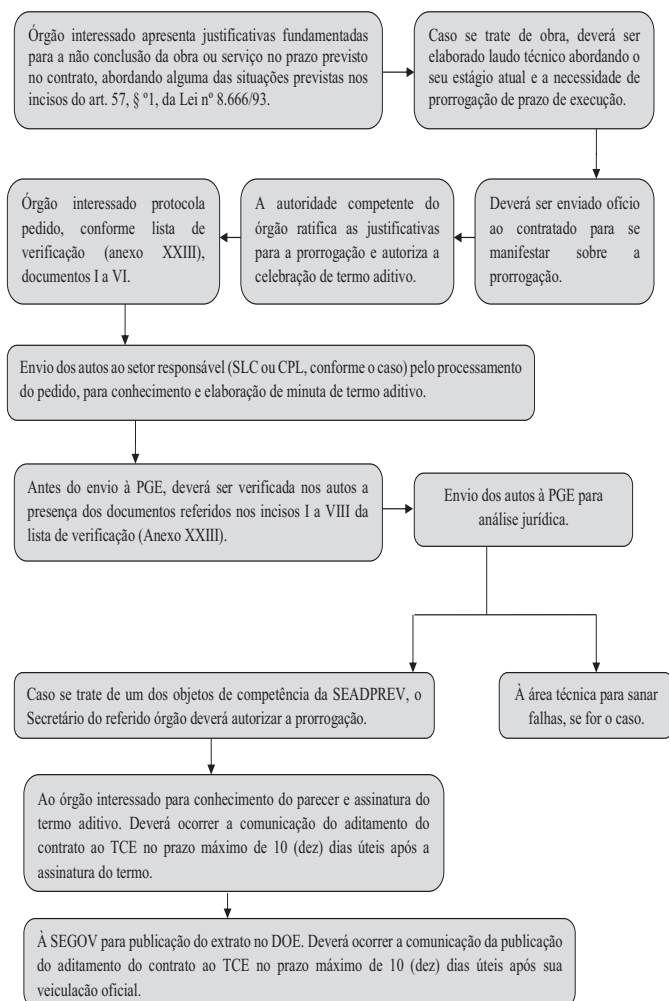 Órgão interessado apresenta justificativas fundamentadas
para a não conclusão da obra ou serviço no prazo previsto
no contrato, abordando alguma das situações previstas nos
incisos do art. 57, § º1, da Lei nº 8.666/93.
Caso se trate de obra, deverá ser
elaborado laudo técnico abordando o
seu estágio atual e a necessidade de
prorrogação de prazo de execução.
Deverá ser enviado ofício
ao contratado para se
manifestar sobre a
prorrogação.
A autoridade competente do
órgão ratifica as justificativas
para a prorrogação e autoriza a
celebração de termo aditivo.
Órgão interessado protocola
pedido, conforme lista de
verificação (anexo XXIII),
documentos I a VI.
Envio dos autos ao setor responsável (SLC ou CPL, conforme o caso) pelo processamento
do pedido, para conhecimento e elaboração de minuta de termo aditivo.
Antes do envio à PGE, deverá ser verificada nos autos a
presença dos documentos referidos nos incisos I a VIII da
lista de verificação (Anexo XXIII).
Envio dos autos à PGE para
análise jurídica.
Caso se trate de um dos objetos de competência da SEADPREV, o
Secretário do referido órgão deverá autorizar a prorrogação.
À área técnica para sanar
falhas, se for o caso.
Ao órgão interessado para conhecimento do parecer e assinatura do
termo aditivo. Deverá ocorrer a comunicação do aditamento do
contrato ao TCE no prazo máximo de 10 (dez) dias úteis após a
assinatura do termo.
À SEGOV para publicação do extrato no DOE. Deverá ocorrer a comunicação da publicação
do aditamento do contrato ao TCE no prazo máximo de 10 (dez) dias úteis após sua
veiculação oficial.